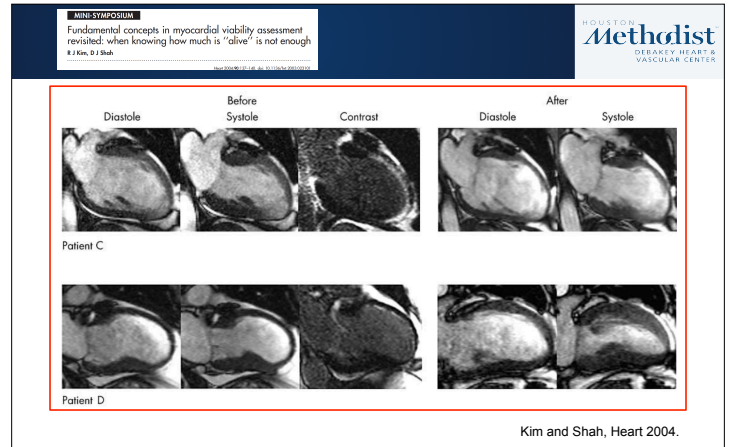 MINI-SYMPOSIUM
Fundamental concepts in myocardial viability assessment
revisited: when knowing how much is "alive" is not enough
R J Kim, D J Shah
HOUSTON
Methodist
DEBAKEY HEART &
VASCULAR CENTER
Before
After
Diastole
Systole
Contrast
Diastole
Systole
Patient C
Patient D
Kim and Shah, Heart 2004.